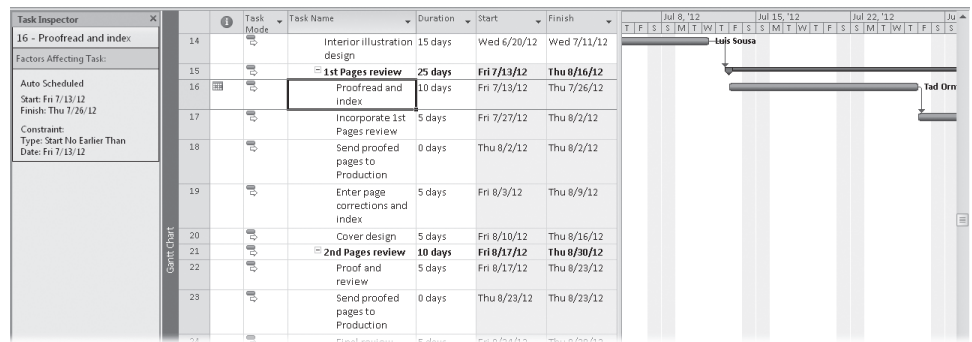 Task Inspector ×
16 - Proofread and index
Factors Affecting Task:
Auto Scheduled
Start: Fri 7/13/12
Finish: Thu 7/26/12
Constraint:
Type: Start No Earlier Than
Date: Fri 7/13/12
Gantt Chart
Task Mode Task Name Duration Start Finish
14 Interior illustration design 15 days Wed 6/20/12 Wed 7/11/12
15 1st Pages review 25 days Fri 7/13/12 Thu 8/16/12
16 Proofread and index 10 days Fri 7/13/12 Thu 7/26/12
17 Incorporate 1st Pages review 5 days Fri 7/27/12 Thu 8/2/12
18 Send proofed pages to Production 0 days Thu 8/2/12 Thu 8/2/12
19 Enter page corrections and index 5 days Fri 8/3/12 Thu 8/9/12
20 Cover design 5 days Fri 8/10/12 Thu 8/16/12
21 2nd Pages review 10 days Fri 8/17/12 Thu 8/30/12
22 Proof and review 5 days Fri 8/17/12 Thu 8/23/12
23 Send proofed pages to Production 0 days Thu 8/23/12 Thu 8/23/12
Jul 8, '12 Jul 15, '12 Jul 22, '12 Ju
T F S S M T W T F S S M T W T F S S M T W T F S S
Luis Sousa
Tad Orn